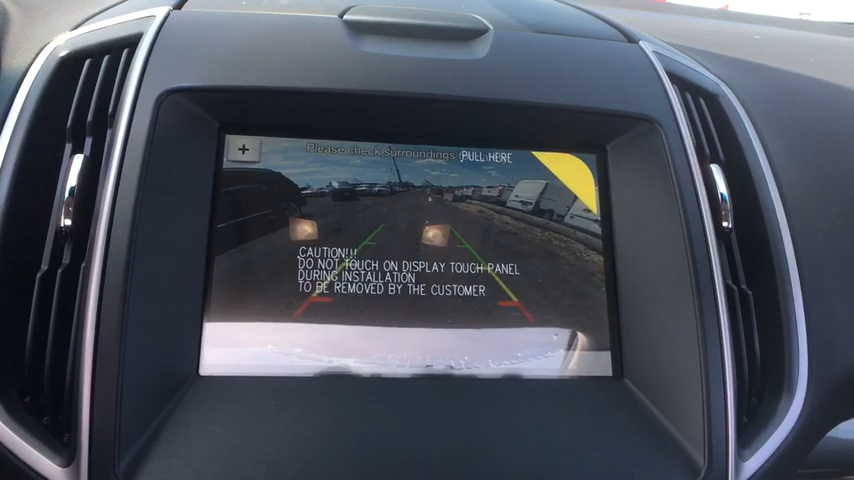 +
Please check surroundings
PULL HERE
CAUTION!!!
DO NOT TOUCH ON DISPLAY TOUCH PANEL
DURING INSTALLATION
TO BE REMOVED BY THE CUSTOMER